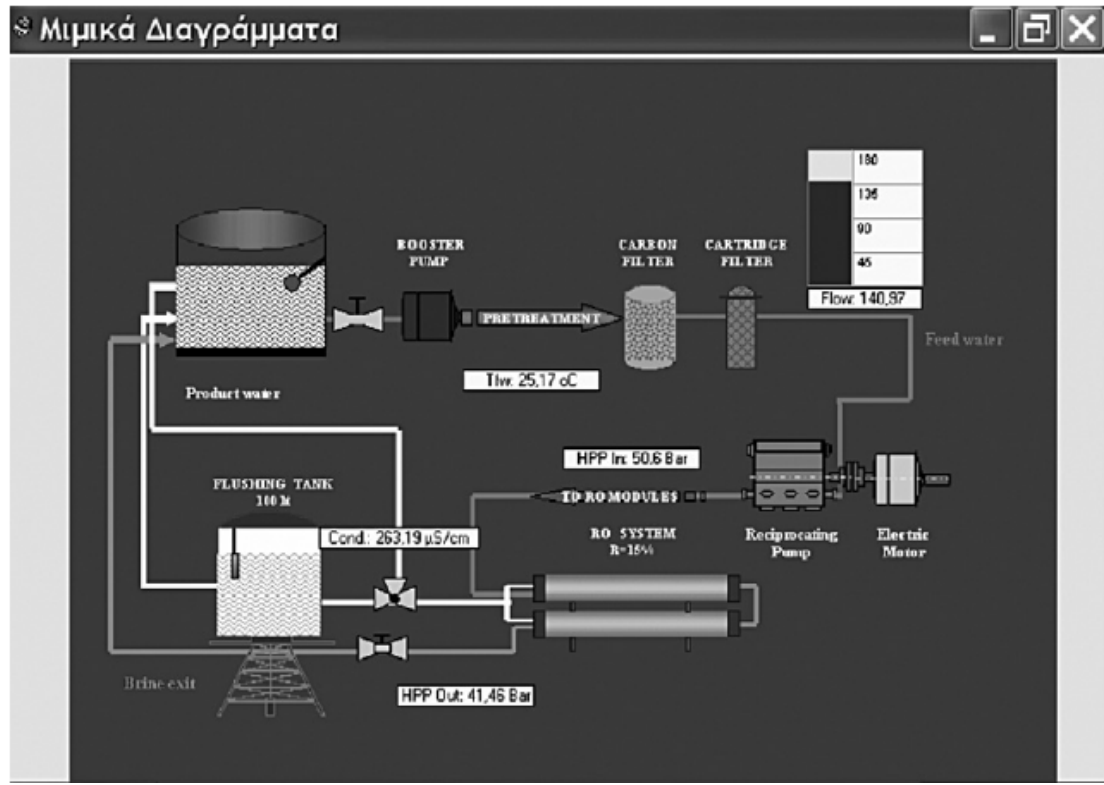 Μιμικά Διαγράμματα
180
135
90
45
Flow: 140,97
BOOSTER
PUMP
CARBON
FILTER
CARTRIDGE
FILTER
PRETREATMENT
Feed water
Tfw: 25,17 oC
Product water
HPP In: 50,6 Bar
TO RO MODULES
FLUSHING TANK
100 lt
Cond.: 263,19 μS/cm
RO SYSTEM
R=15%
Reciprocating
Pump
Electric
Motor
Brine exit
HPP Out: 41,46 Bar